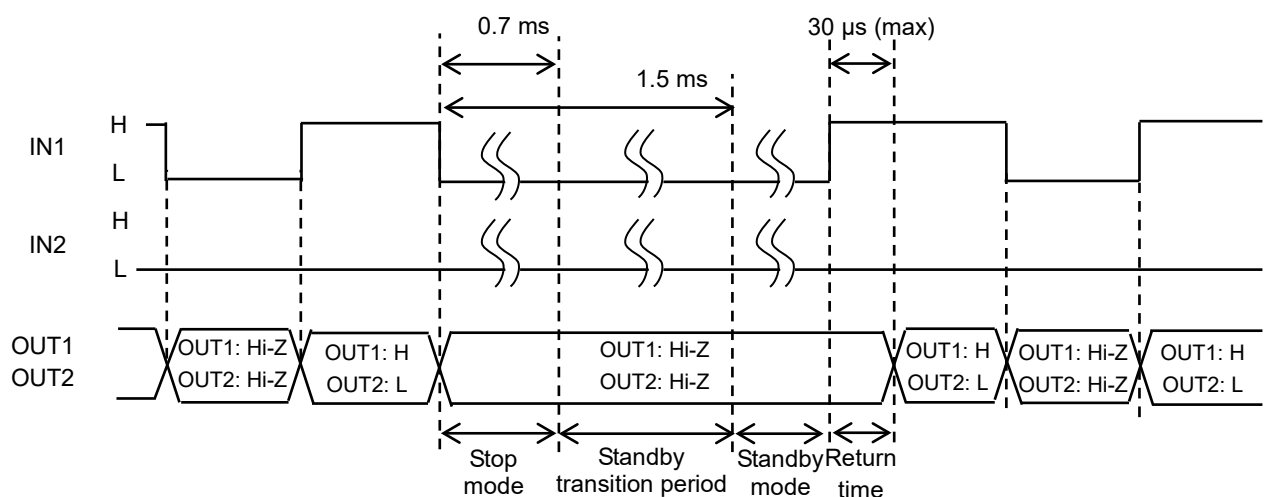 0.7 ms
30 µs (max)
1.5 ms
H
IN1
L
H
IN2
L
OUT1
OUT2
OUT1: Hi-Z
OUT2: Hi-Z
OUT1: H
OUT2: L
OUT1: Hi-Z
OUT2: Hi-Z
OUT1: H
OUT2: L
OUT1: Hi-Z
OUT2: Hi-Z
OUT1: H
OUT2: L
Stop
mode
Standby
transition period
Standby
mode
Return
time